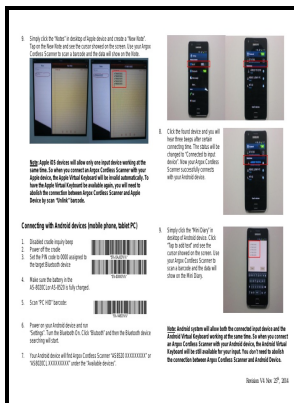 9. Simply click the "Notes" in desktop of Apple device and create a "New Note".
Tap on the New Note and see the cursor showed on the screen. Use your Argox
Cordless Scanner to scan a barcode and the data will show on the Note.
Note: Apple iOS devices will allow only one input device working at the
same time. So when you connect an Argox Cordless Scanner with your
Apple device, the Apple Virtual Keyboard will be invalid automatically. To
have the Apple Virtual Keyboard be available again, you will need to
abolish the connection between Argox Cordless Scanner and Apple
Device by scan "Unlink" barcode.
Connecting with Android devices (mobile phone, tablet PC)
1. Disabled cradle inquiry beep
2. Power of the cradle
3. Set the PIN code to 0000 assigned to
the target Bluetooth device
4. Make sure the battery in the
AS-8020CL or AS-8520 is fully charged
5. Scan "PC HID" barcode:
6. Power on your Android device and run
"Settings". Turn the Bluetooth On. Click "Bluetooth" and then the Bluetooth device
searching will start.
7. Your Android device will find Argox Cordless Scanner "AS8520 XXXXXXXXX" or
"AS8020CL XXXXXXXXX" under the "Available devices".
8. Click the found device and you will
hear three beeps after certain
connecting time. The status will be
changed to "Connected to input
device". Now your Argox Cordless
Scanner successfully connects
with your Android device.
9. Simply click the "Mini Diary" in
desktop of Android device. Click
"Tap to add text" and see the
cursor showed on the screen. Use
your Argox Cordless Scanner to
scan a barcode and the data will
show on the Mini Diary.
Note: Android system will allow both the connected input device and the
Android Virtual Keyboard working at the same time. So when you connect
an Argox Cordless Scanner with your Android device, the Android Virtual
Keyboard will be still available for your input. You don't need to abolish
the connection between Argox Cordless Scanner and Android Device.